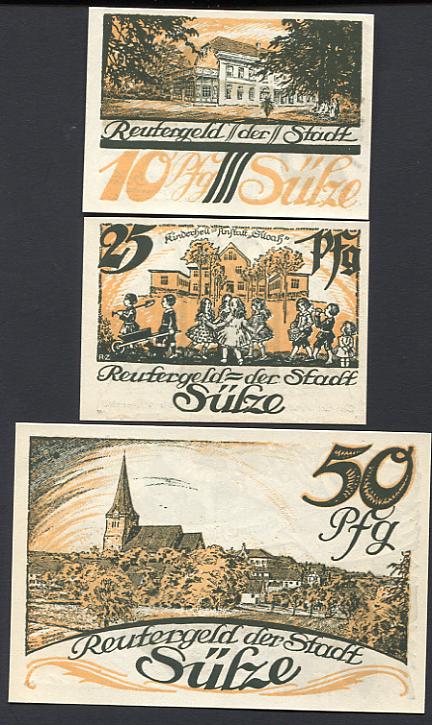 Reutergeld der Stadt
10 Pfg Sülze
25 Pfg
Kinderheil=Anstalt „Siloah"
R·Z
Reutergeld=der Stadt
Sülze
50
Pfg
Reutergeld der Stadt
Sülze